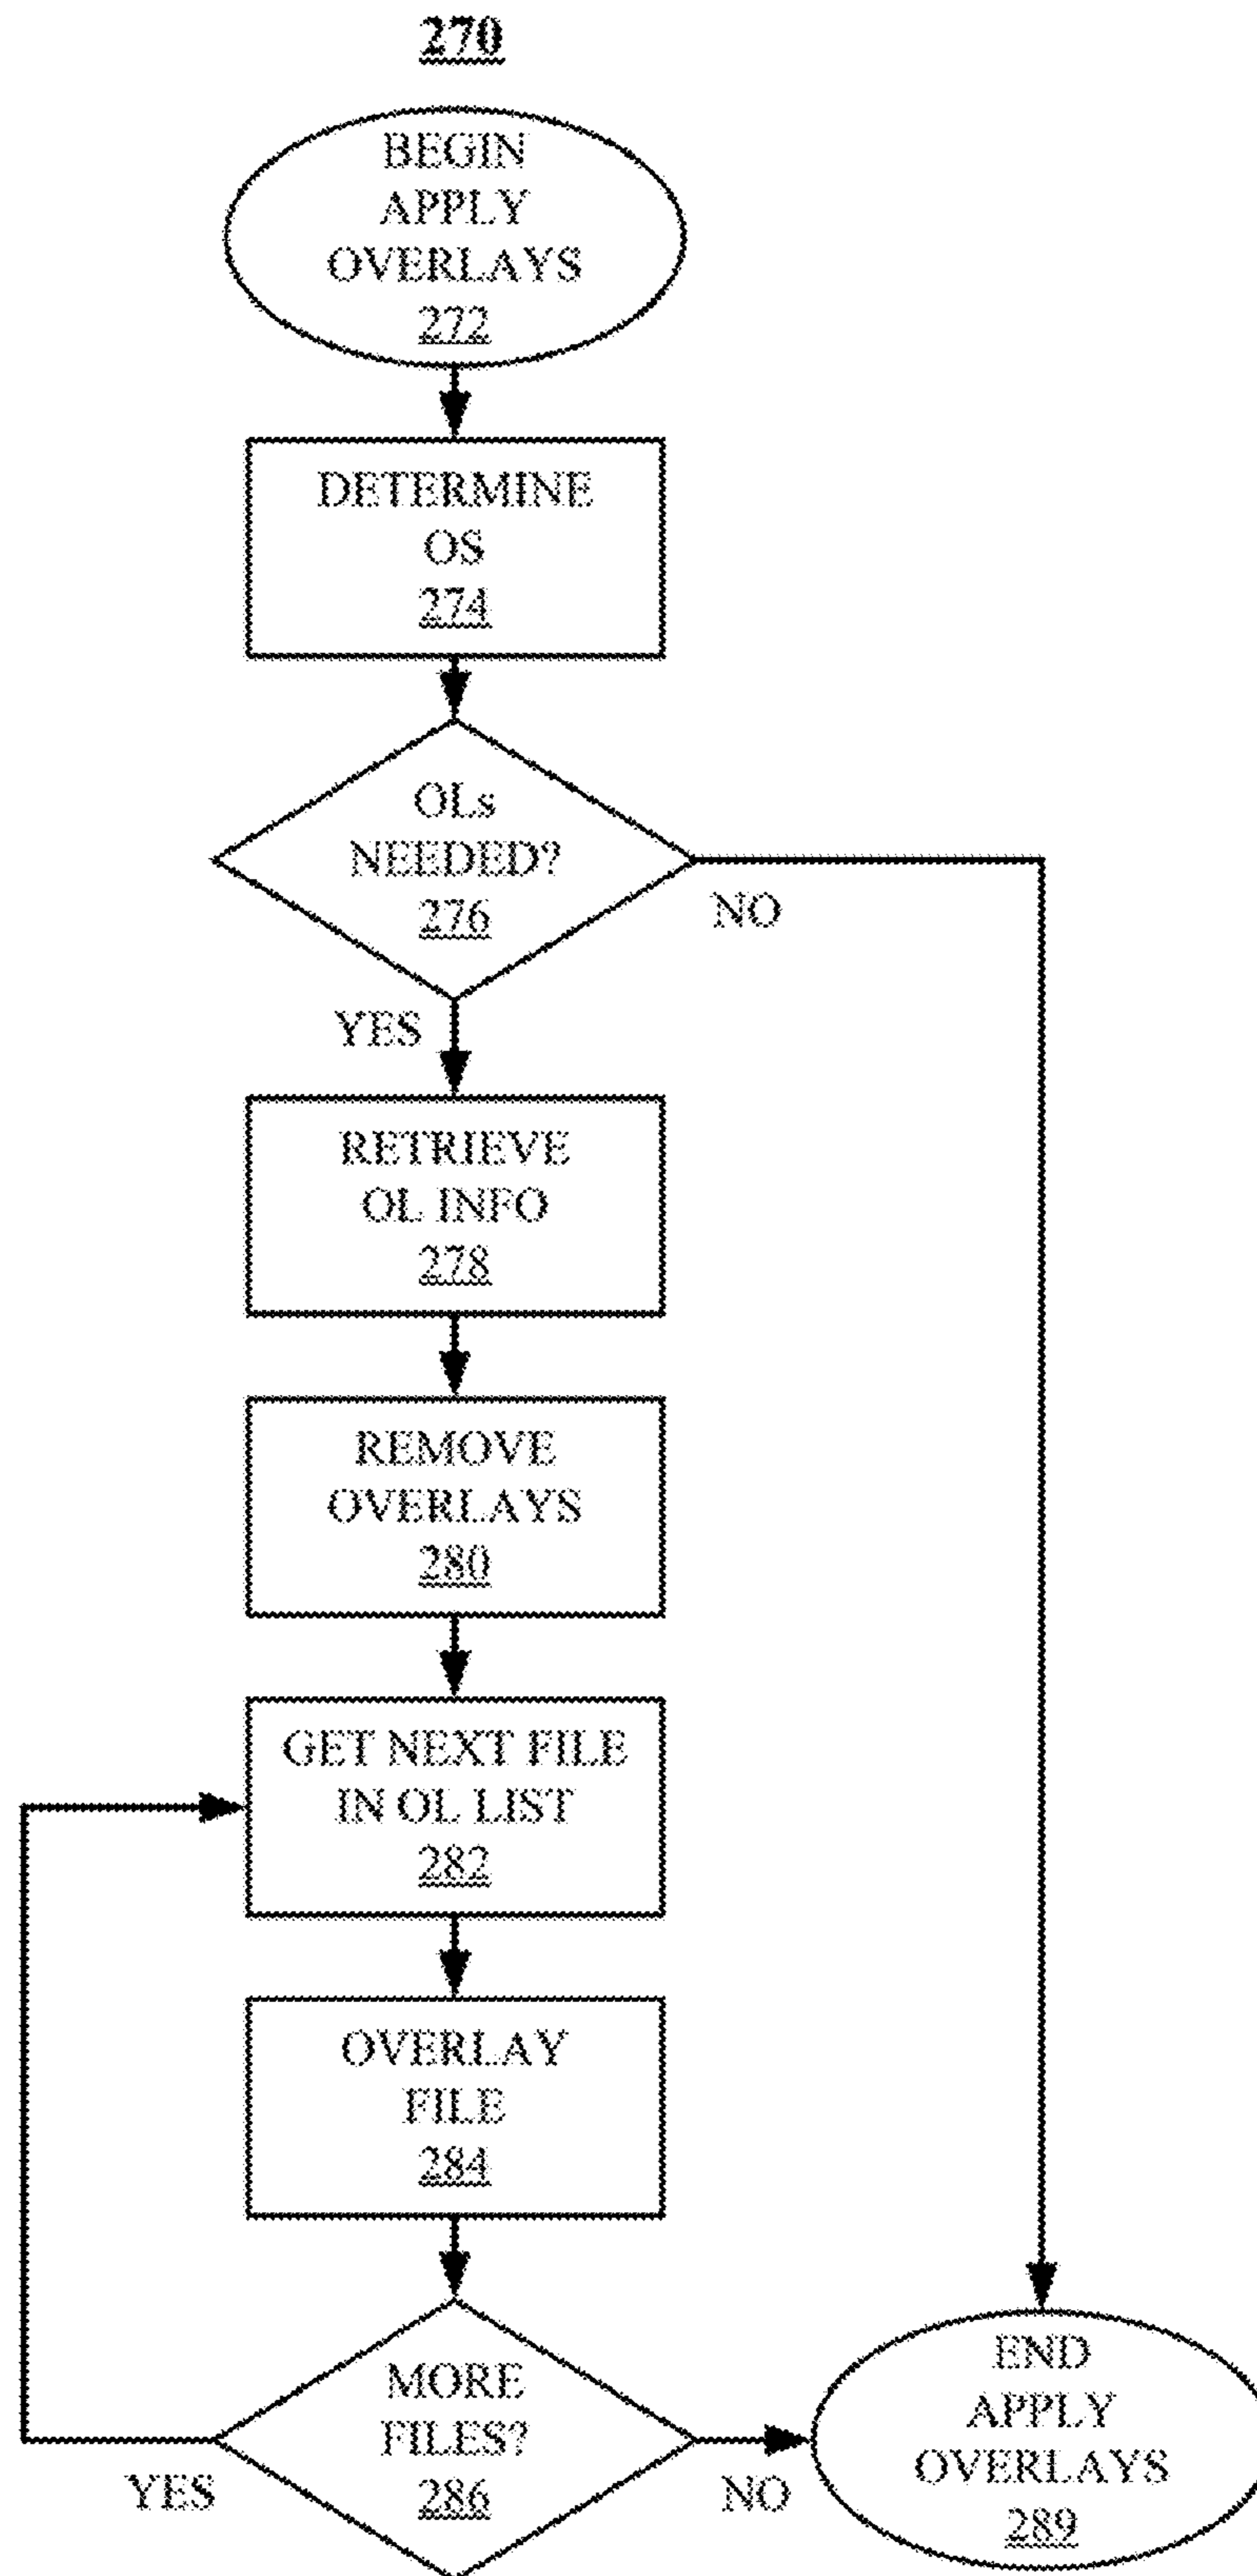 270
BEGIN
APPLY
OVERLAYS
272
DETERMINE
OS
274
OLs
NEEDED?
276
NO
YES
RETRIEVE
OL INFO
278
REMOVE
OVERLAYS
280
GET NEXT FILE
IN OL LIST
282
OVERLAY
FILE
284
MORE
FILES?
286
YES
NO
END
APPLY
OVERLAYS
289